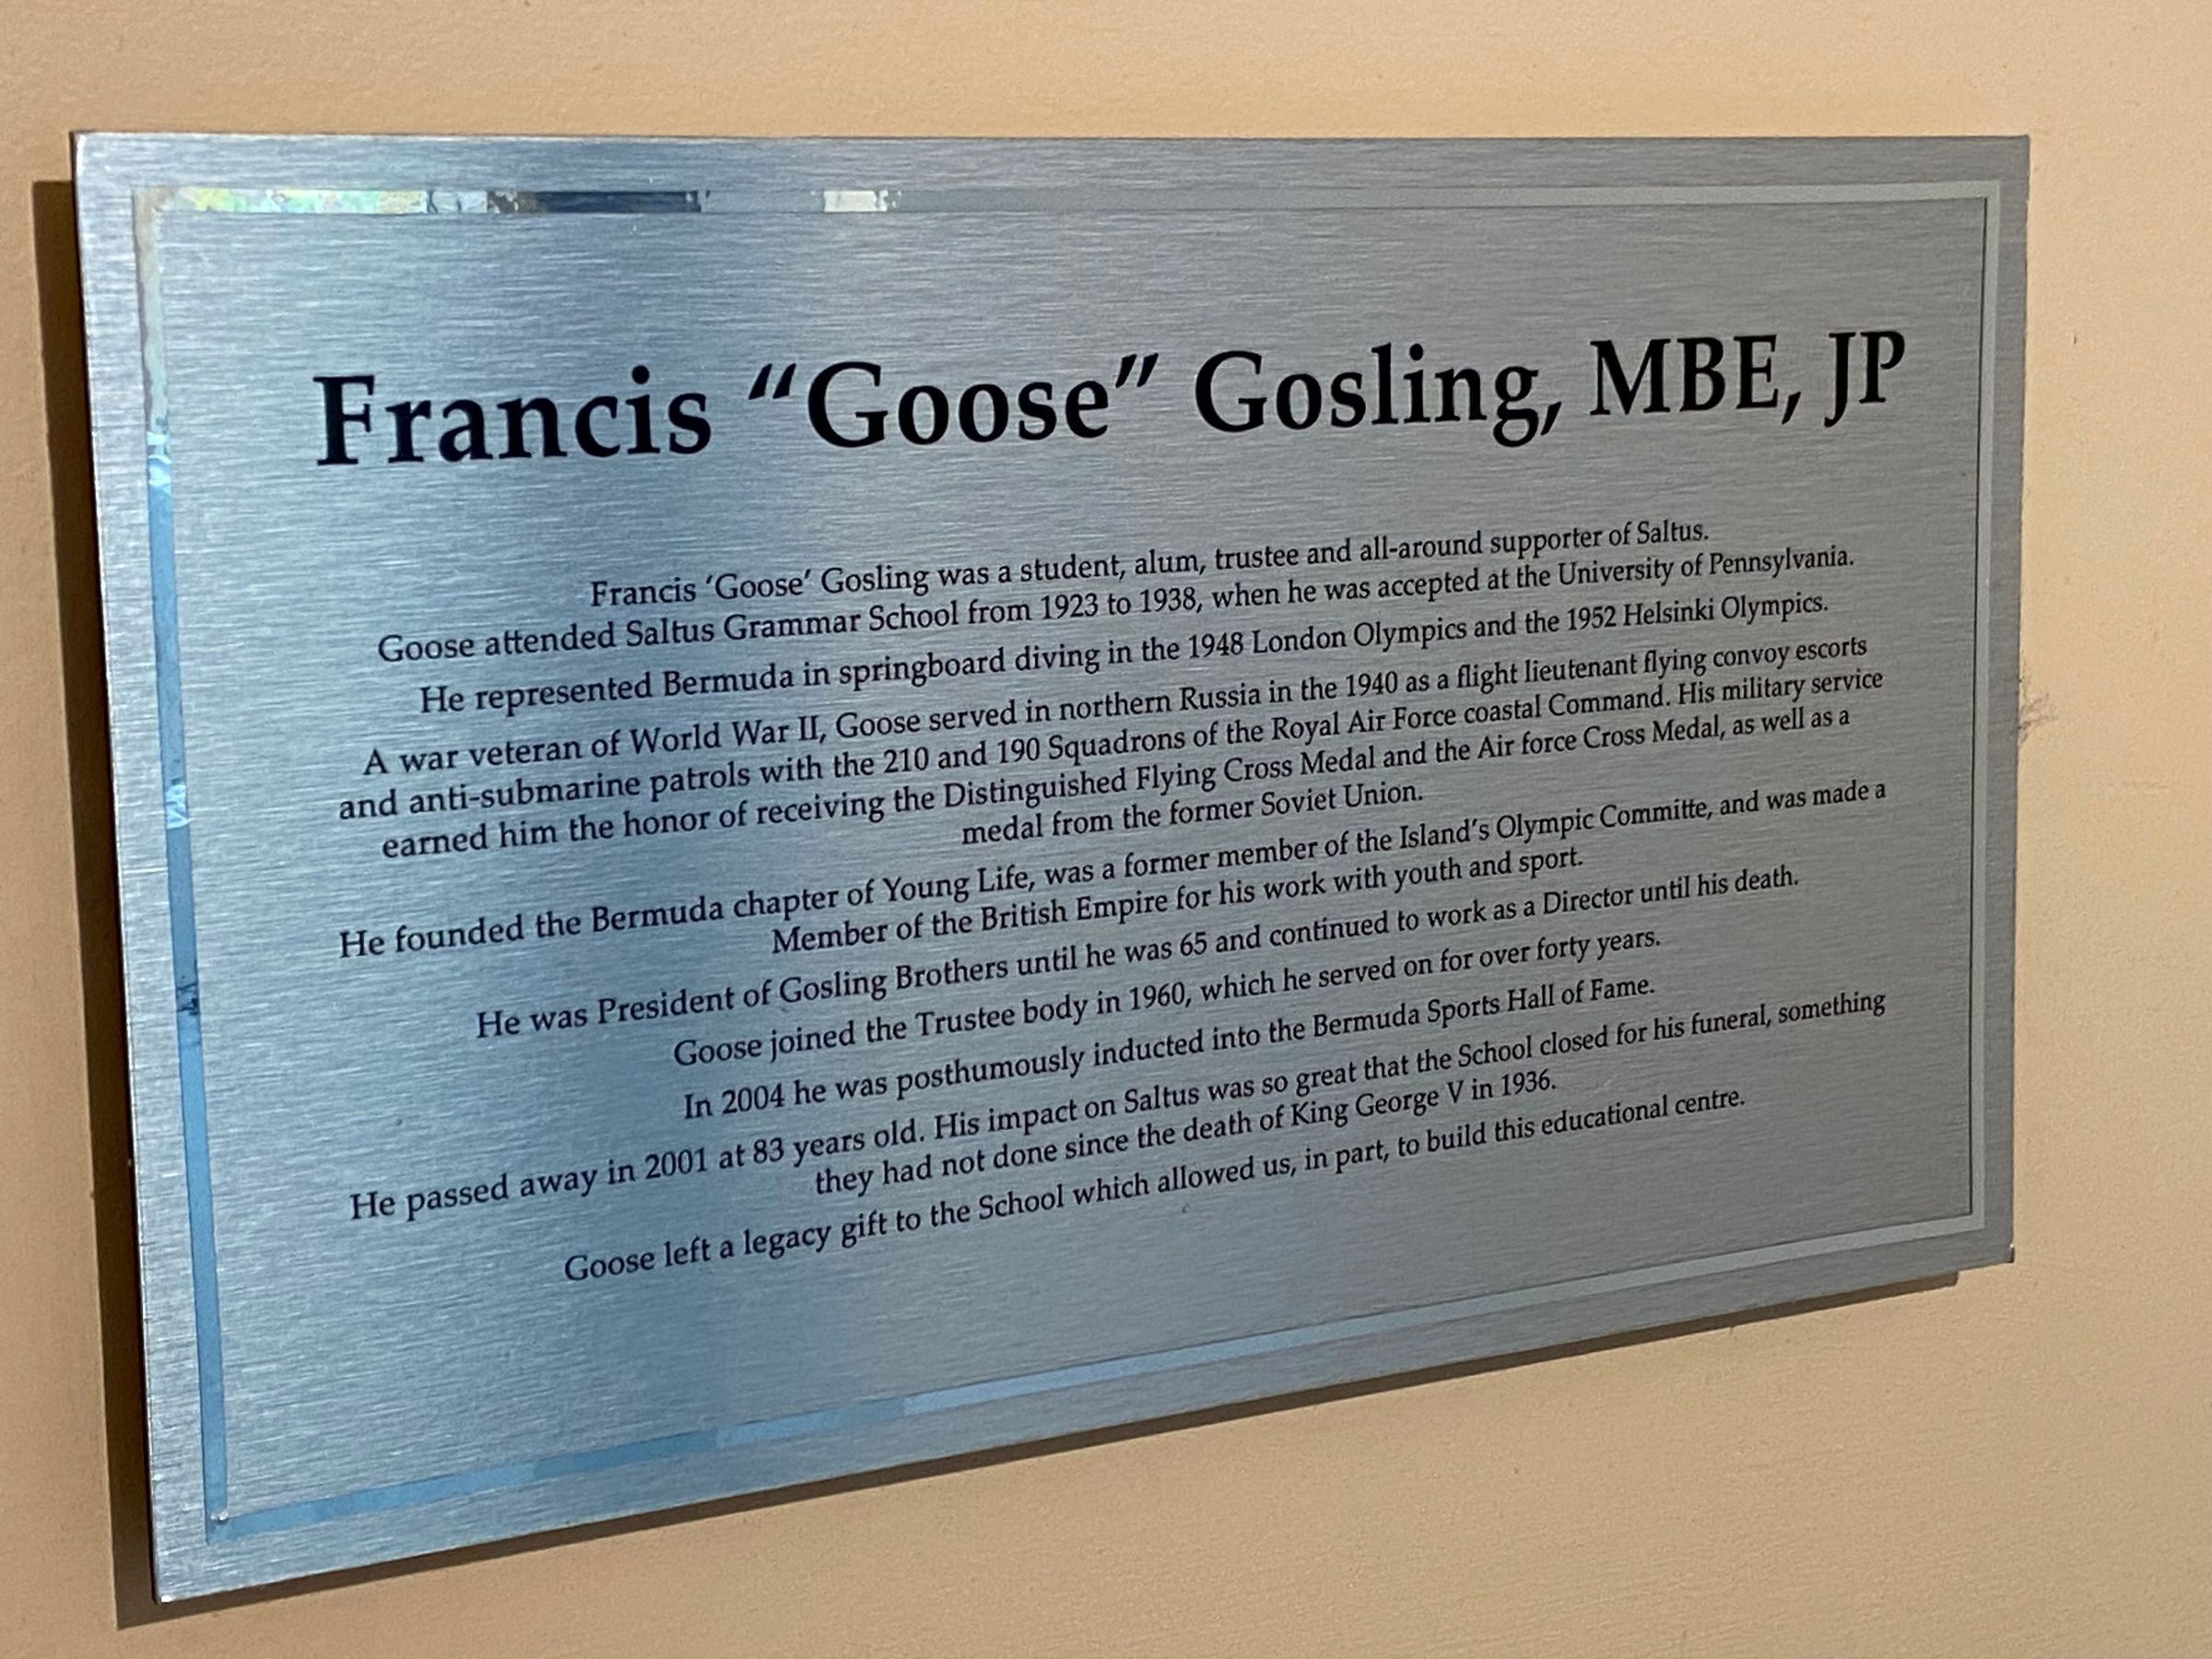 Francis “Goose” Gosling, MBE, JP
Francis ‘Goose’ Gosling was a student, alum, trustee and all-around supporter of Saltus.
Goose attended Saltus Grammar School from 1923 to 1938, when he was accepted at the University of Pennsylvania.
He represented Bermuda in springboard diving in the 1948 London Olympics and the 1952 Helsinki Olympics.
A war veteran of World War II, Goose served in northern Russia in the 1940 as a flight lieutenant flying convoy escorts
and anti-submarine patrols with the 210 and 190 Squadrons of the Royal Air Force coastal Command. His military service
earned him the honor of receiving the Distinguished Flying Cross Medal and the Air force Cross Medal, as well as a
medal from the former Soviet Union.
He founded the Bermuda chapter of Young Life, was a former member of the Island’s Olympic Committe, and was made a
Member of the British Empire for his work with youth and sport.
He was President of Gosling Brothers until he was 65 and continued to work as a Director until his death.
Goose joined the Trustee body in 1960, which he served on for over forty years.
In 2004 he was posthumously inducted into the Bermuda Sports Hall of Fame.
He passed away in 2001 at 83 years old. His impact on Saltus was so great that the School closed for his funeral, something
they had not done since the death of King George V in 1936.
Goose left a legacy gift to the School which allowed us, in part, to build this educational centre.